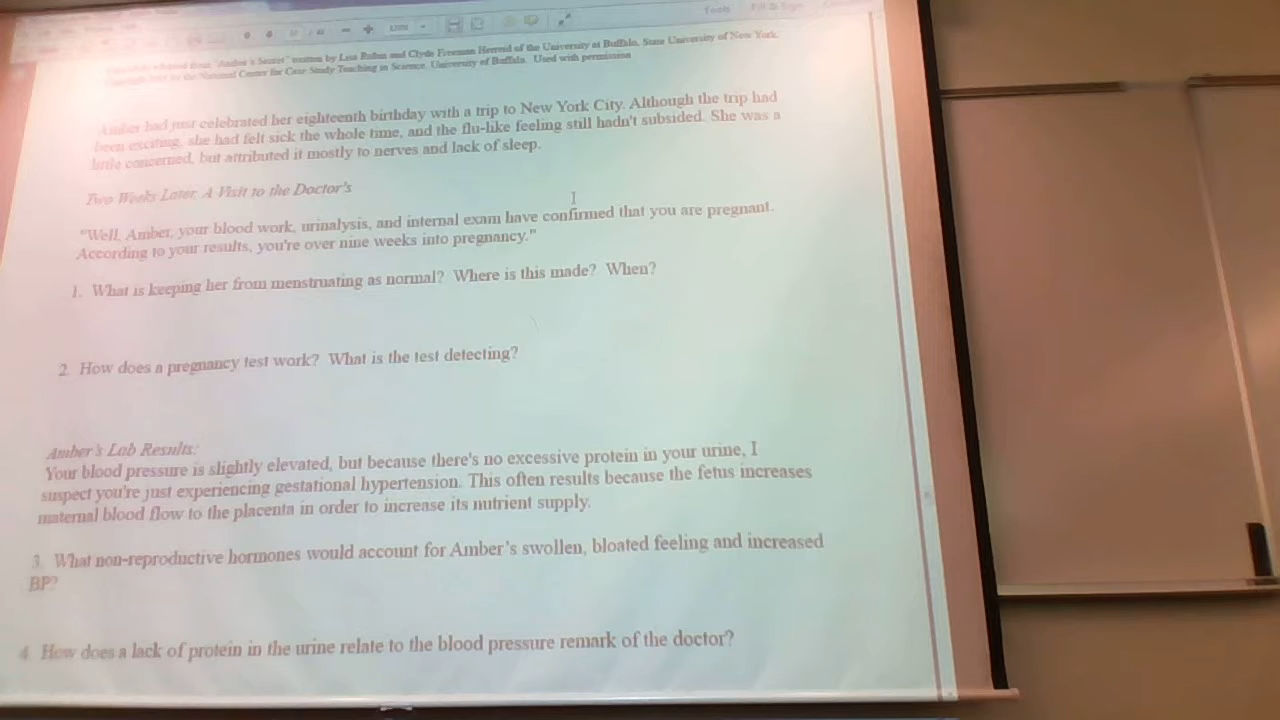 Tools Fill & Sign
"Amber's Secret" written by Lisa Rubin and Clyde Freeman Herreid of the University at Buffalo, State University of New York.
by the National Center for Case Study Teaching in Science, University of Buffalo. Used with permission
Amber had just celebrated her eighteenth birthday with a trip to New York City. Although the trip had
been exciting, she had felt sick the whole time, and the flu-like feeling still hadn't subsided. She was a
little concerned, but attributed it mostly to nerves and lack of sleep.
Two Weeks Later: A Visit to the Doctor's
"Well, Amber, your blood work, urinalysis, and internal exam have confirmed that you are pregnant.
According to your results, you're over nine weeks into pregnancy."
1. What is keeping her from menstruating as normal? Where is this made? When?
2. How does a pregnancy test work? What is the test detecting?
Amber's Lab Results:
Your blood pressure is slightly elevated, but because there's no excessive protein in your urine, I
suspect you're just experiencing gestational hypertension. This often results because the fetus increases
maternal blood flow to the placenta in order to increase its nutrient supply.
3. What non-reproductive hormones would account for Amber's swollen, bloated feeling and increased
BP?
4. How does a lack of protein in the urine relate to the blood pressure remark of the doctor?